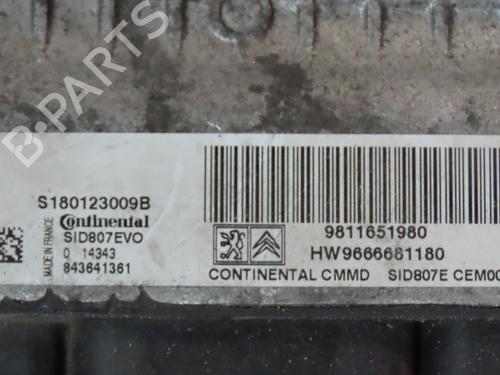 B-PARTS
S180123009B
Continental
SID807EVO
0 14343
843641361
MADE IN FRANCE
9811651980
HW9666681180
CONTINENTAL CMMD SID807E CEM00